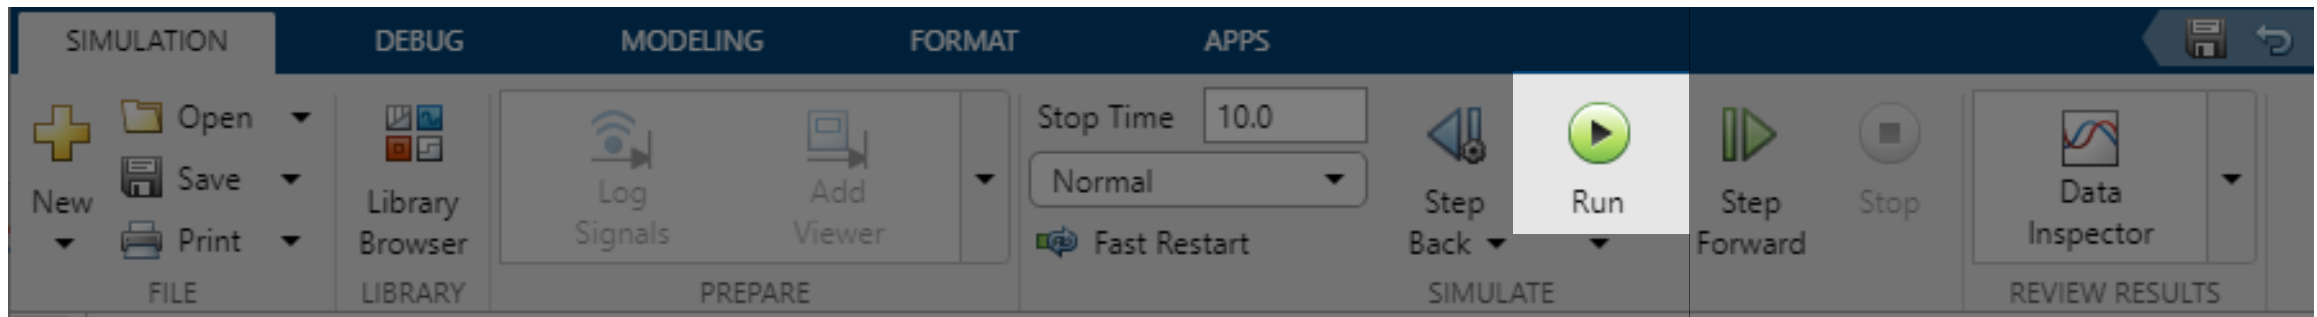 SIMULATION DEBUG MODELING FORMAT APPS
New
Open
Save
Print
FILE
Library
Browser
LIBRARY
Log
Signals
Add
Viewer
PREPARE
Stop Time 10.0
Normal
Fast Restart
Step
Back
Run
Step
Forward
Stop
SIMULATE
Data
Inspector
REVIEW RESULTS